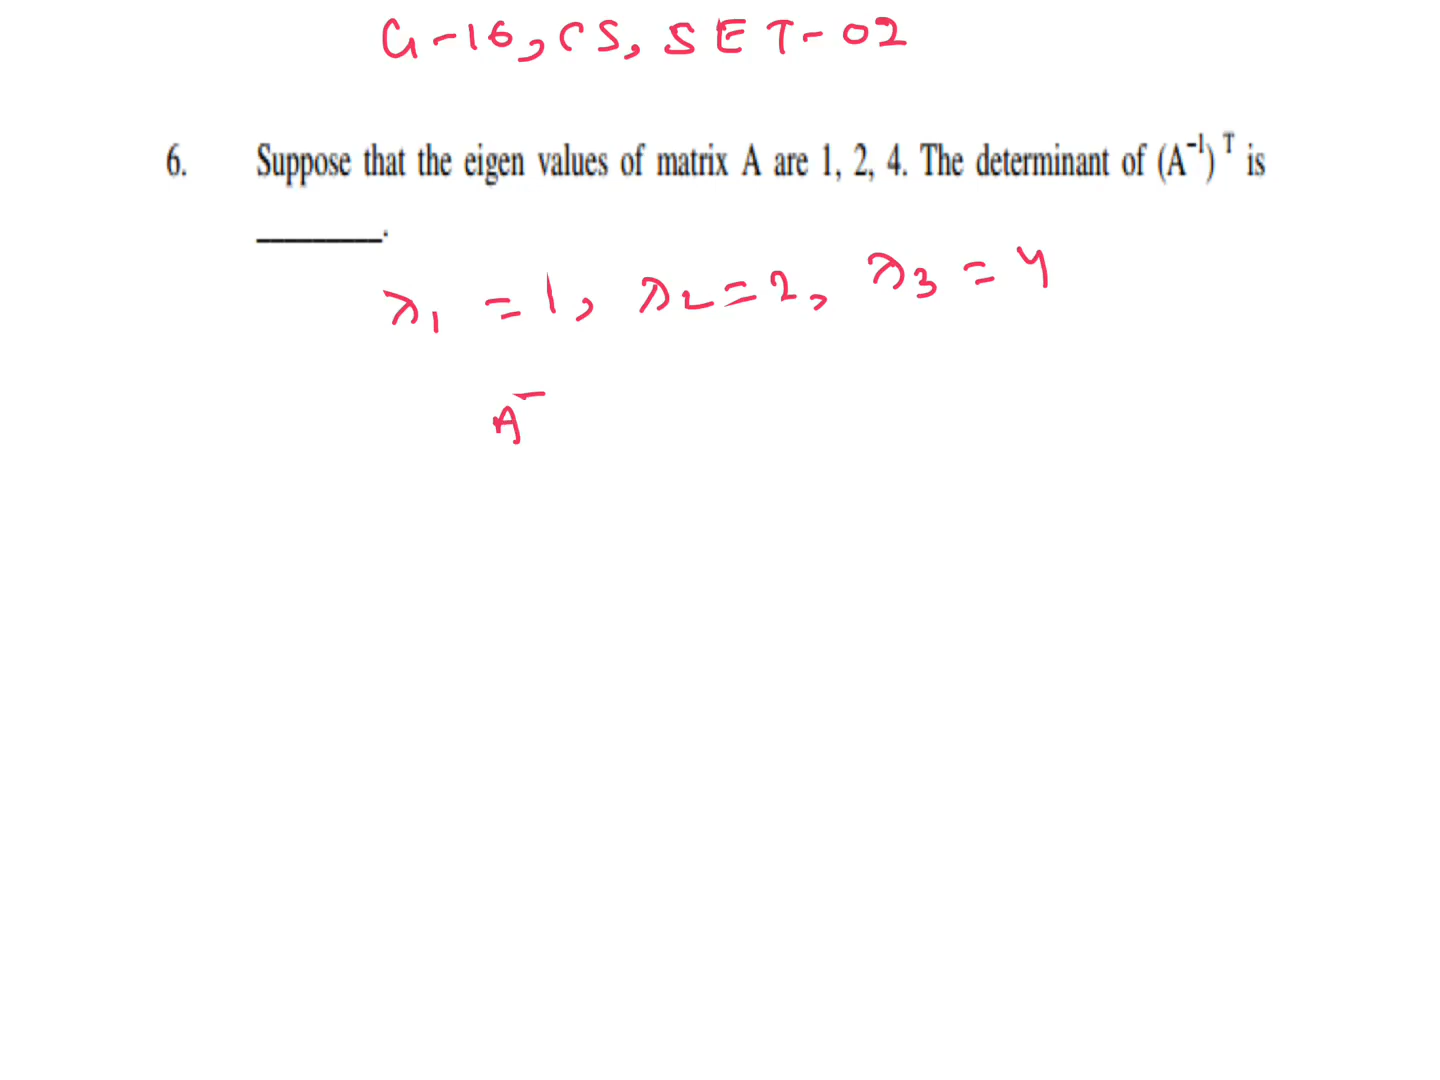 G-16, CS, SET-02
6. Suppose that the eigen values of matrix A are 1, 2, 4. The determinant of (A⁻¹)ᵀ is
________.
λ₁ = 1, λ₂ = 2, λ₃ = 4
A⁻